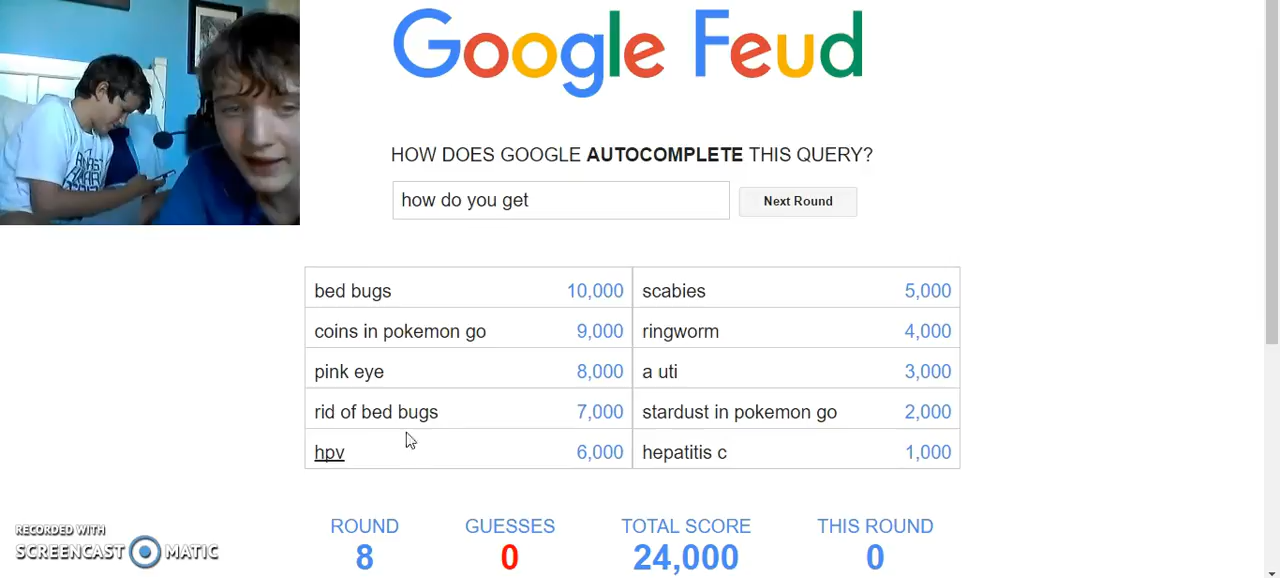 Google Feud
HOW DOES GOOGLE AUTOCOMPLETE THIS QUERY?
how do you get
Next Round
bed bugs 10,000
coins in pokemon go 9,000
pink eye 8,000
rid of bed bugs 7,000
hpv 6,000
scabies 5,000
ringworm 4,000
a uti 3,000
stardust in pokemon go 2,000
hepatitis c 1,000
ROUND GUESSES TOTAL SCORE THIS ROUND
8 0 24,000 0
RECORDED WITH
SCREENCAST MATIC